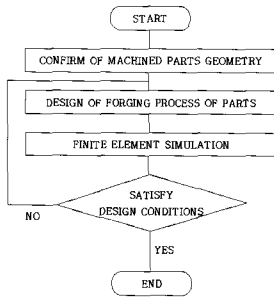 START
CONFIRM OF MACHINED PARTS GEOMETRY
DESIGN OF FORGING PROCESS OF PARTS
FINITE ELEMENT SIMULATION
SATISFY
DESIGN CONDITIONS
NO
YES
END